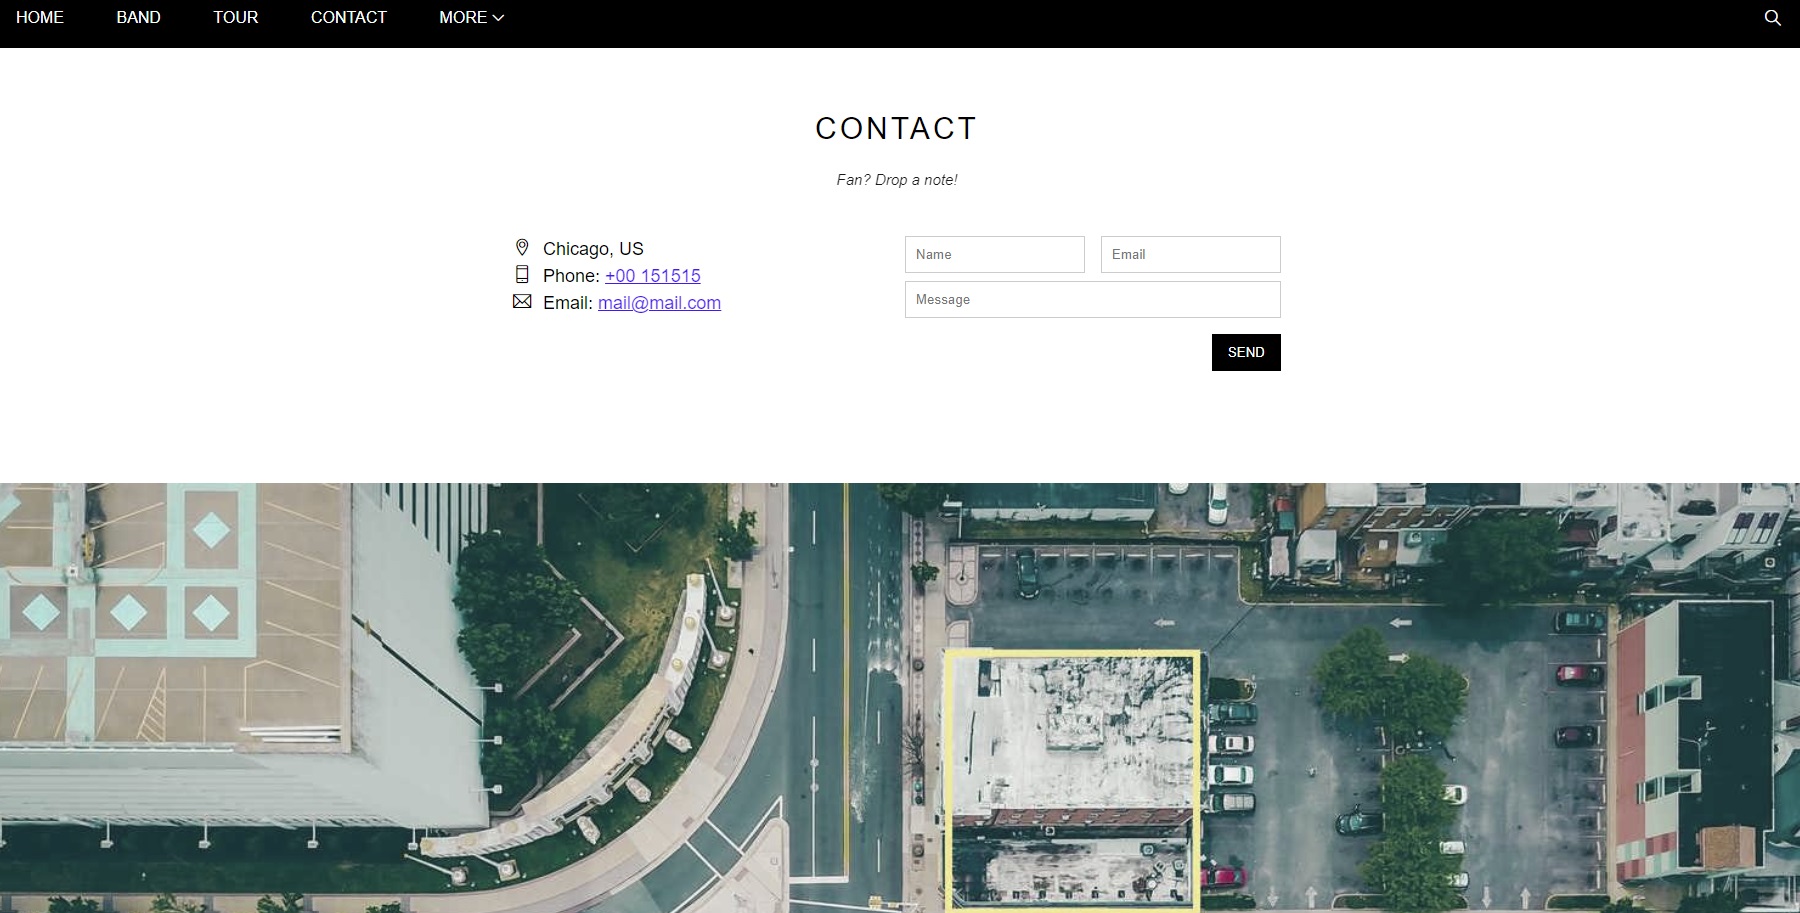 HOME BAND TOUR CONTACT MORE
CONTACT
Fan? Drop a note!
Chicago, US
Phone: +00 151515
Email: mail@mail.com
Name Email
Message
SEND